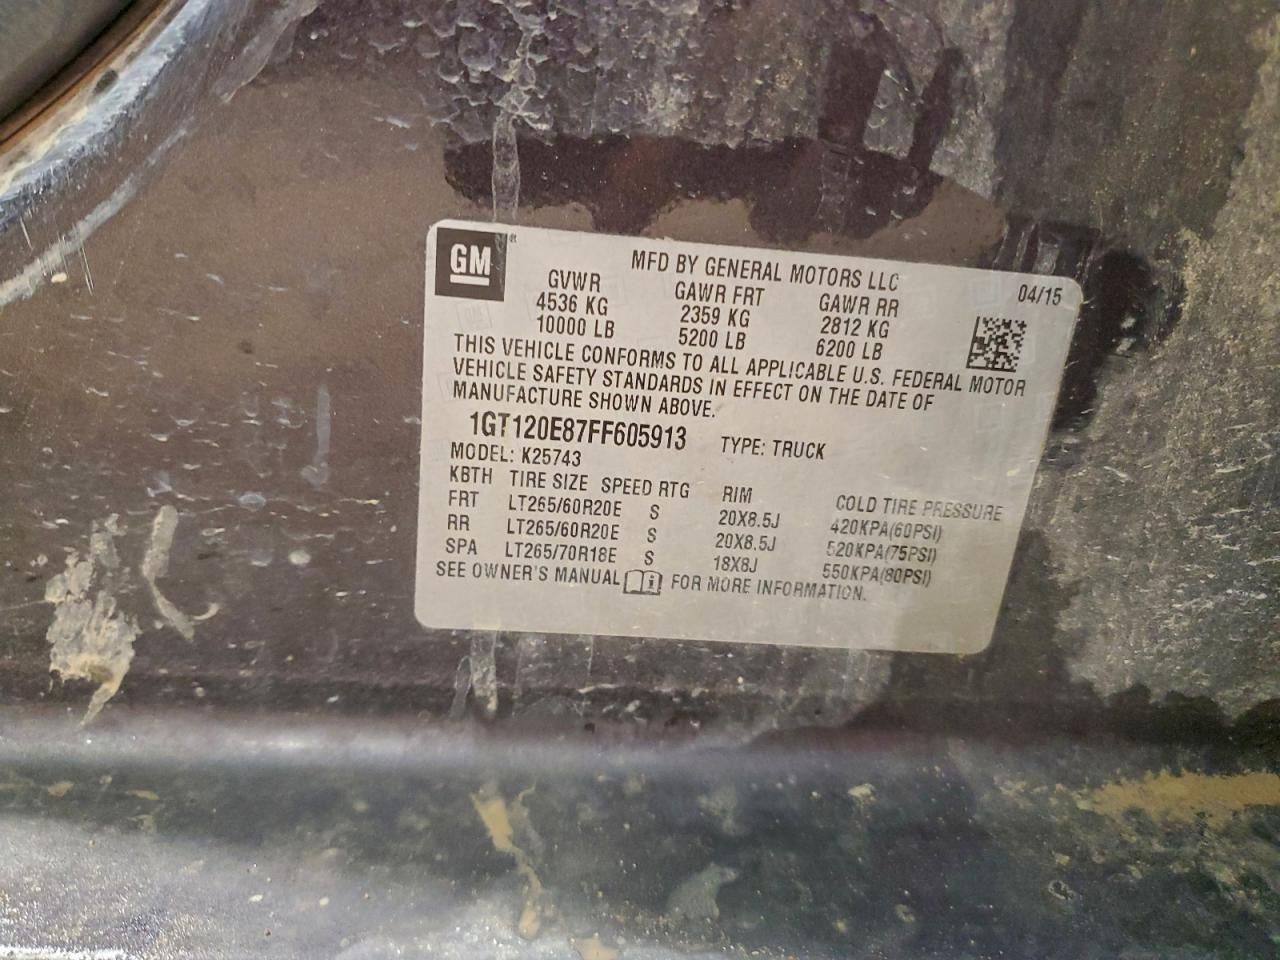 GM®
MFD BY GENERAL MOTORS LLC
04/15
GVWR GAWR FRT GAWR RR
4536 KG 2359 KG 2812 KG
10000 LB 5200 LB 6200 LB
THIS VEHICLE CONFORMS TO ALL APPLICABLE U.S. FEDERAL MOTOR
VEHICLE SAFETY STANDARDS IN EFFECT ON THE DATE OF
MANUFACTURE SHOWN ABOVE.
1GT120E87FF605913 TYPE: TRUCK
MODEL: K25743
KBTH TIRE SIZE SPEED RTG RIM COLD TIRE PRESSURE
FRT LT265/60R20E S 20X8.5J 420KPA(60PSI)
RR LT265/60R20E S 20X8.5J 520KPA(75PSI)
SPA LT265/70R18E S 18X8J 550KPA(80PSI)
SEE OWNER'S MANUAL FOR MORE INFORMATION.